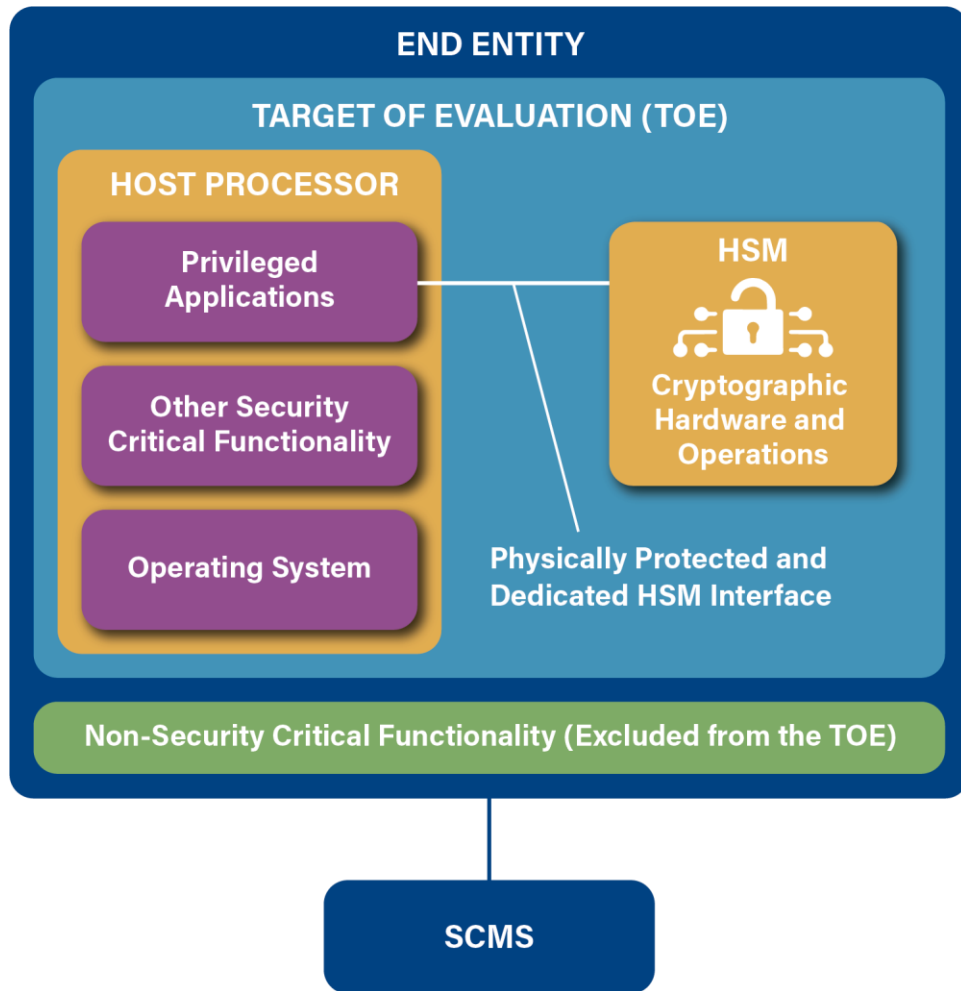 END ENTITY
TARGET OF EVALUATION (TOE)
HOST PROCESSOR
Privileged
Applications
Other Security
Critical Functionality
Operating System
HSM
Cryptographic
Hardware and
Operations
Physically Protected and
Dedicated HSM Interface
Non-Security Critical Functionality (Excluded from the TOE)
SCMS